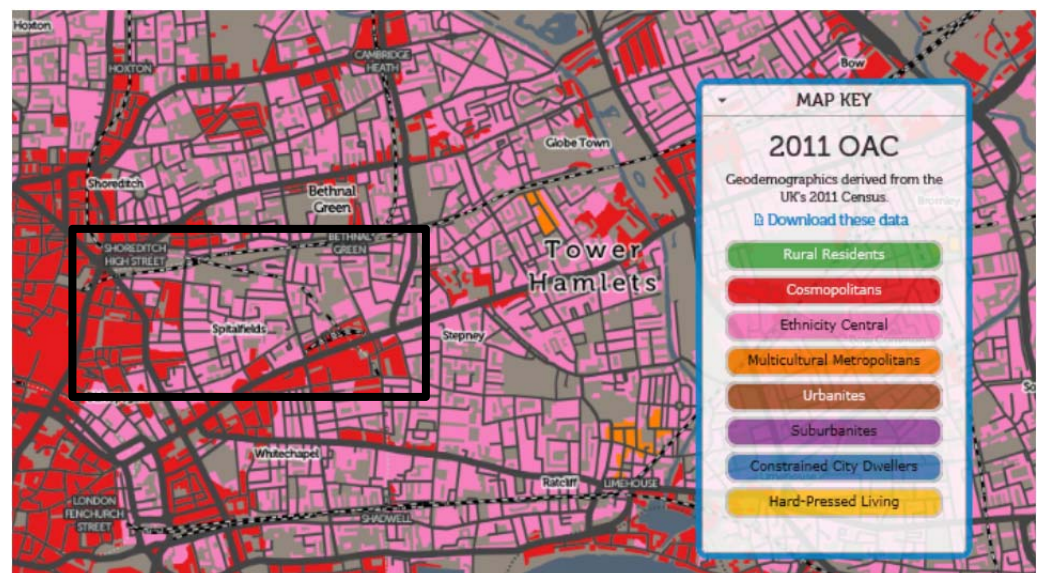 Hoxton
HOXTON
CAMBRIDGE
HEATH
Bow
Globe Town
Shoreditch
Bethnal
Green
SHOREDITCH
HIGH STREET
BETHNAL
GREEN
Tower
Hamlets
Spitalfields
Stepney
Whitechapel
Ratcliff
LIMEHOUSE
LONDON
FENCHURCH
STREET
SHADWELL
MAP KEY
2011 OAC
Geodemographics derived from the
UK's 2011 Census.
Download these data
Rural Residents
Cosmopolitans
Ethnicity Central
Multicultural Metropolitans
Urbanites
Suburbanites
Constrained City Dwellers
Hard-Pressed Living